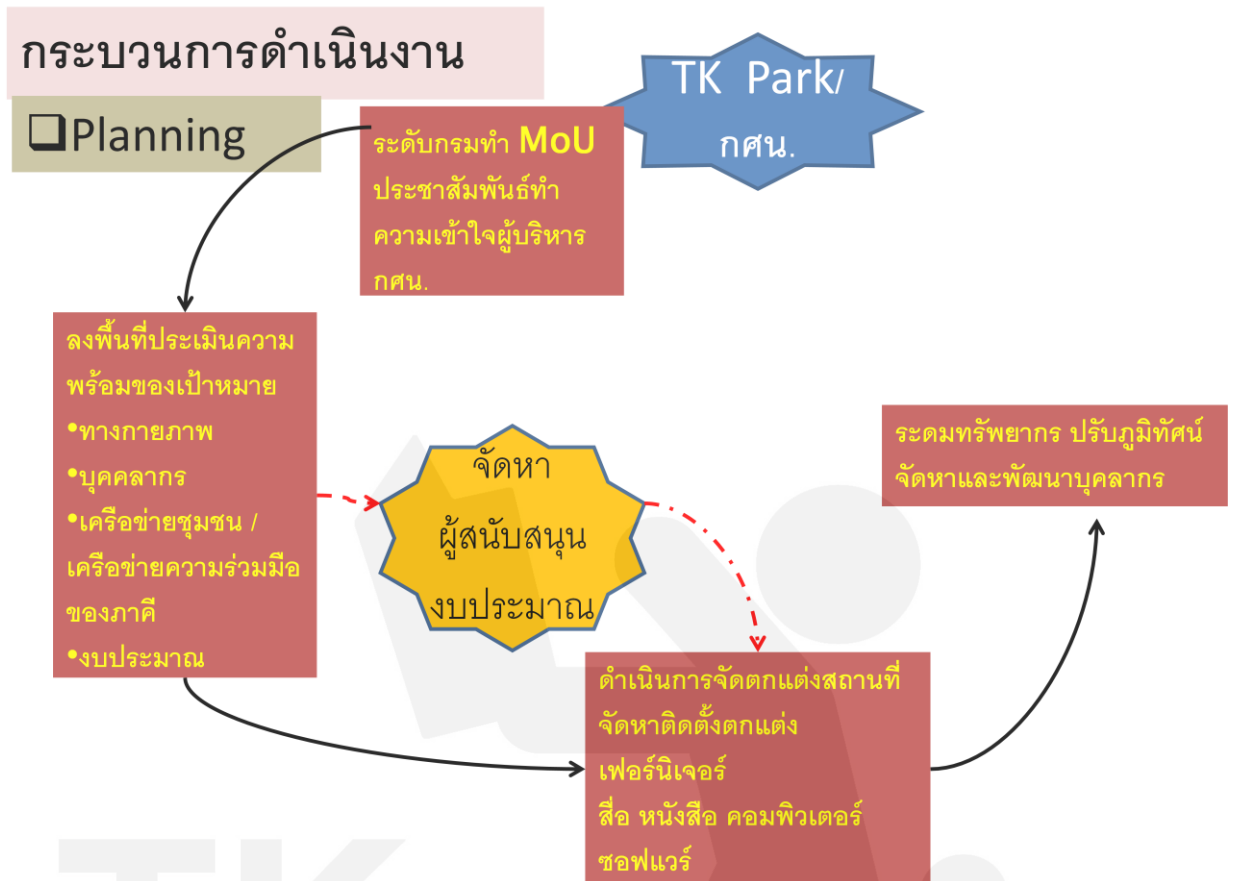 กระบวนการดำเนินงาน
❑Planning
TK Park/
กศน.
ระดับกรมทำ MoU
ประชาสัมพันธ์ทำ
ความเข้าใจผู้บริหาร
กศน.
ลงพื้นที่ประเมินความ
พร้อมของเป้าหมาย
•ทางกายภาพ
•บุคคลากร
•เครือข่ายชุมชน /
เครือข่ายความร่วมมือ
ของภาคี
•งบประมาณ
จัดหา
ผู้สนับสนุน
งบประมาณ
ดำเนินการจัดตกแต่งสถานที่
จัดหาติดตั้งตกแต่ง
เฟอร์นิเจอร์
สื่อ หนังสือ คอมพิวเตอร์
ซอฟแวร์
ระดมทรัพยากร ปรับภูมิทัศน์
จัดหาและพัฒนาบุคลากร
TK